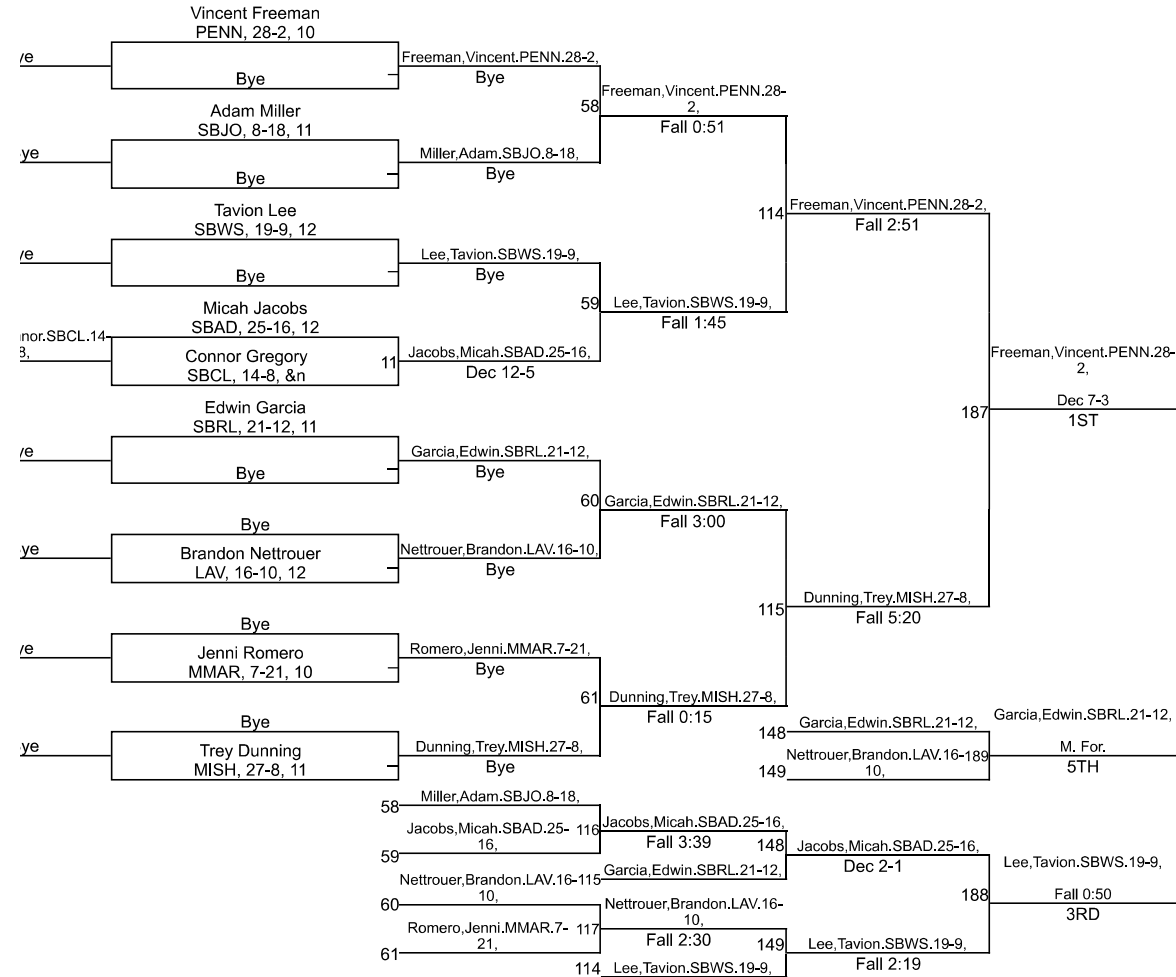 Vincent Freeman
PENN, 28-2, 10
ye
Bye
Freeman,Vincent.PENN.28-2,
Bye
58
Freeman,Vincent.PENN.28-
2,
Fall 0:51
Adam Miller
SBJO, 8-18, 11
ye
Bye
Miller,Adam.SBJO.8-18,
Bye
114
Freeman,Vincent.PENN.28-2,
Fall 2:51
Tavion Lee
SBWS, 19-9, 12
ye
Bye
Lee,Tavion.SBWS.19-9,
Bye
59
Lee,Tavion.SBWS.19-9,
Fall 1:45
Micah Jacobs
SBAD, 25-16, 12
nor.SBCL.14-
8,
Connor Gregory
SBCL, 14-8, &n
11
Jacobs,Micah.SBAD.25-16,
Dec 12-5
Freeman,Vincent.PENN.28-
2,
187
Dec 7-3
1ST
Edwin Garcia
SBRL, 21-12, 11
ye
Bye
Garcia,Edwin.SBRL.21-12,
Bye
60
Garcia,Edwin.SBRL.21-12,
Fall 3:00
Bye
ye
Brandon Nettrouer
LAV, 16-10, 12
Nettrouer,Brandon.LAV.16-10,
Bye
115
Dunning,Trey.MISH.27-8,
Fall 5:20
Bye
ye
Jenni Romero
MMAR, 7-21, 10
Romero,Jenni.MMAR.7-21,
Bye
61
Dunning,Trey.MISH.27-8,
Fall 0:15
Bye
ye
Trey Dunning
MISH, 27-8, 11
Dunning,Trey.MISH.27-8,
Bye
148
Garcia,Edwin.SBRL.21-12,
149
Nettrouer,Brandon.LAV.16-
10,
189
Garcia,Edwin.SBRL.21-12,
M. For.
5TH
58
Miller,Adam.SBJO.8-18,
59
Jacobs,Micah.SBAD.25-
16,
116
Jacobs,Micah.SBAD.25-16,
Fall 3:39
115
Garcia,Edwin.SBRL.21-12,
148
Jacobs,Micah.SBAD.25-16,
Dec 2-1
60
Nettrouer,Brandon.LAV.16-
10,
61
Romero,Jenni.MMAR.7-
21,
117
Nettrouer,Brandon.LAV.16-
10,
Fall 2:30
114
Lee,Tavion.SBWS.19-9,
149
Lee,Tavion.SBWS.19-9,
Fall 2:19
188
Lee,Tavion.SBWS.19-9,
Fall 0:50
3RD